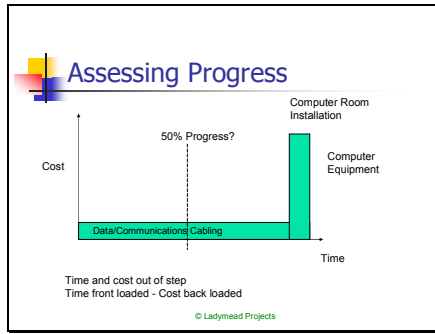 Assessing Progress
Computer Room
Installation
50% Progress?
Computer
Equipment
Cost
Data/Communications Cabling
Time
Time and cost out of step
Time front loaded - Cost back loaded
© Ladymead Projects